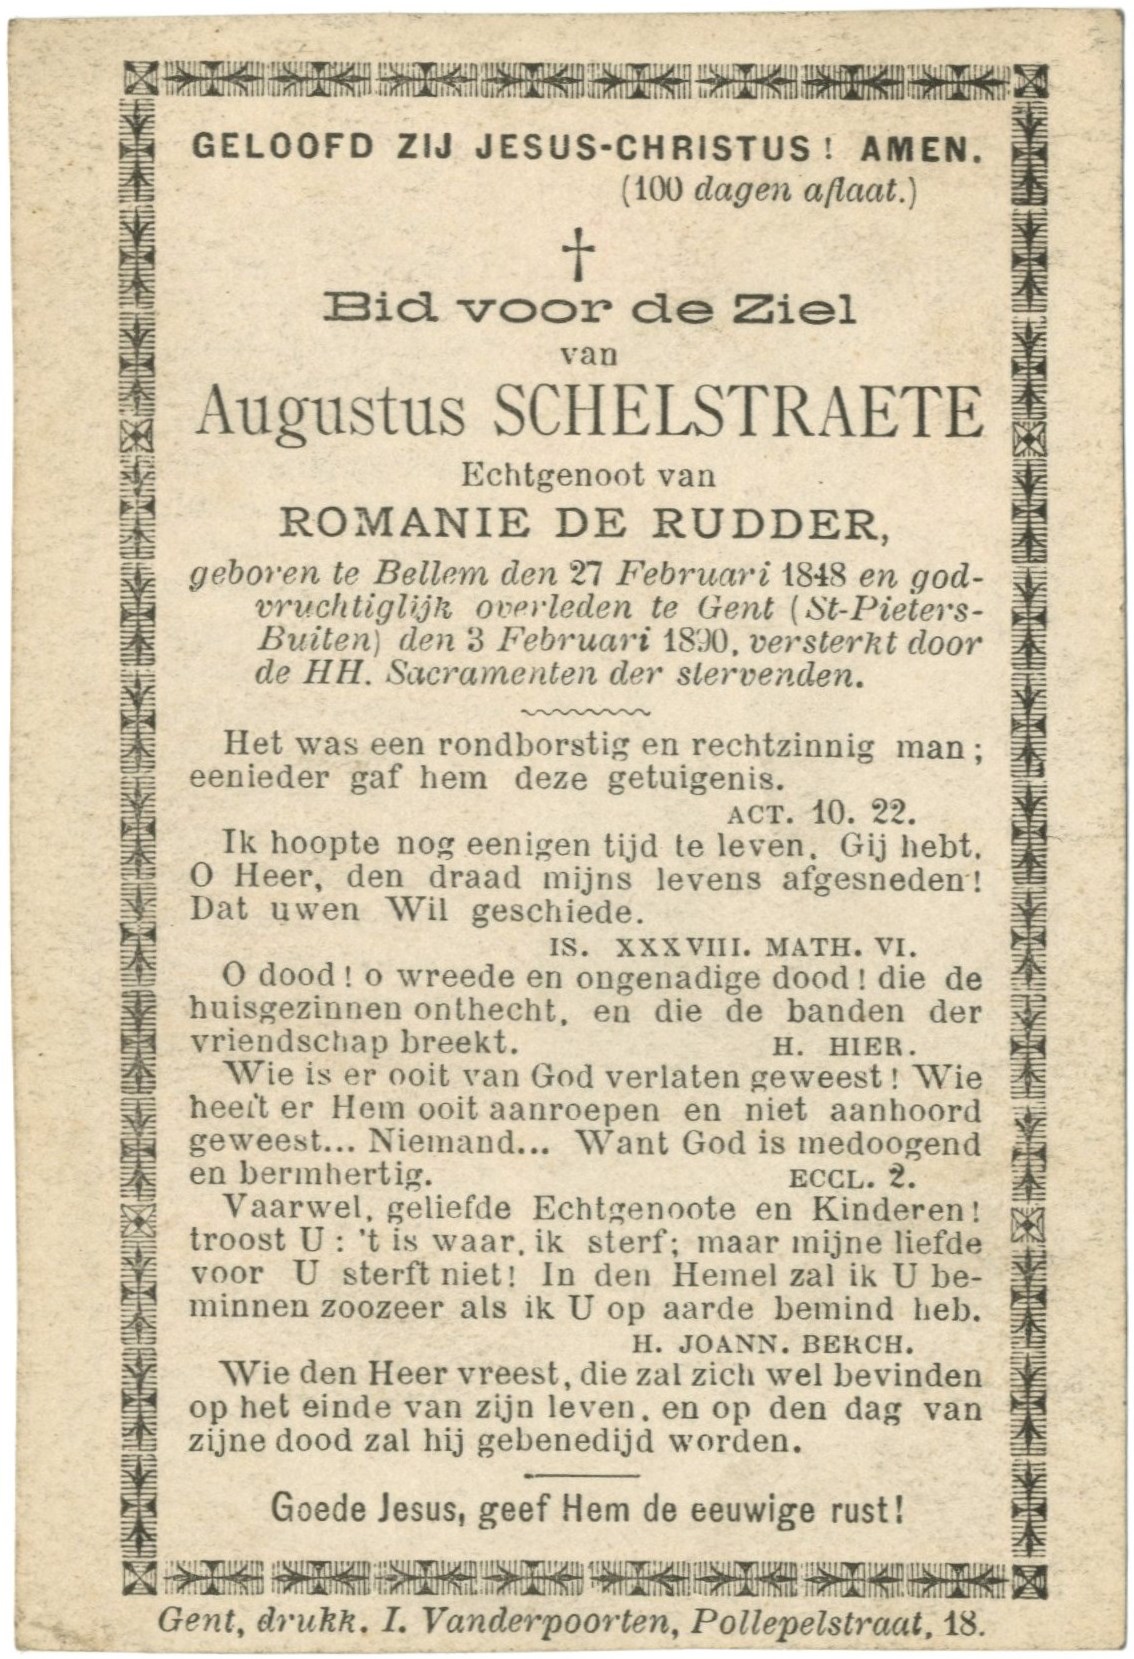 GELOOFD ZIJ JESUS-CHRISTUS! AMEN.
(100 dagen aflaat.)
†
Bid voor de Ziel
van
Augustus SCHELSTRAETE
Echtgenoot van
ROMANIE DE RUDDER,
geboren te Bellem den 27 Februari 1848 en god-
vruchtiglijk overleden te Gent (St-Pieters-
Buiten) den 3 Februari 1890, versterkt door
de HH. Sacramenten der stervenden.
Het was een rondborstig en rechtzinnig man;
eenieder gaf hem deze getuigenis.
ACT. 10. 22.
Ik hoopte nog eenigen tijd te leven. Gij hebt,
O Heer, den draad mijns levens afgesneden!
Dat uwen Wil geschiede.
IS. XXXVIII. MATH. VI.
O dood! o wreede en ongenadige dood! die de
huisgezinnen onthecht, en die de banden der
vriendschap breekt. H. HIER.
Wie is er ooit van God verlaten geweest! Wie
heeft er Hem ooit aanroepen en niet aanhoord
geweest... Niemand... Want God is medoogend
en bermhertig. ECCL. 2.
Vaarwel, geliefde Echtgenoote en Kinderen!
troost U: 't is waar, ik sterf; maar mijne liefde
voor U sterft niet! In den Hemel zal ik U be-
minnen zoozeer als ik U op aarde bemind heb.
H. JOANN. BERCH.
Wie den Heer vreest, die zal zich wel bevinden
op het einde van zijn leven, en op den dag van
zijne dood zal hij gebenedijd worden.
Goede Jesus, geef Hem de eeuwige rust!
Gent, drukk. I. Vanderpoorten, Pollepelstraat, 18.